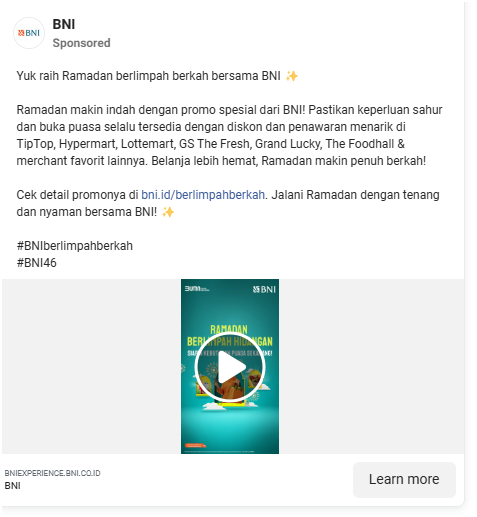 BNI
Sponsored
BNI
Yuk raih Ramadan berlimpah berkah bersama BNI ✨
Ramadan makin indah dengan promo spesial dari BNI! Pastikan keperluan sahur
dan buka puasa selalu tersedia dengan diskon dan penawaran menarik di
TipTop, Hypermart, Lottemart, GS The Fresh, Grand Lucky, The Foodhall &
merchant favorit lainnya. Belanja lebih hemat, Ramadan makin penuh berkah!
Cek detail promonya di bni.id/berlimpahberkah. Jalani Ramadan dengan tenang
dan nyaman bersama BNI! ✨
#BNIberlimpahberkah
#BNI46
BUMN
BNI
RAMADAN
BERLIMPAH HIDANGAN
BNIEXPERIENCE.BNI.CO.ID
BNI
Learn more